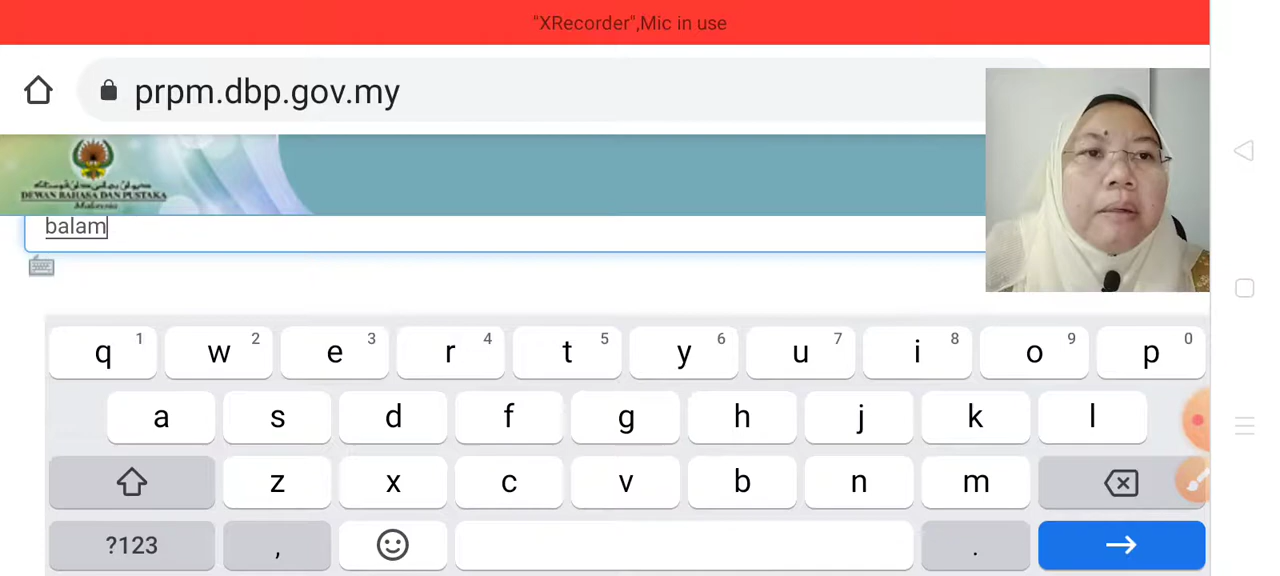 "XRecorder",Mic in use
prpm.dbp.gov.my
DEWAN BAHASA DAN PUSTAKA
Malaysia
balam
q 1 w 2 e 3 r 4 t 5 y 6 u 7 i 8 o 9 p 0
a s d f g h j k l
z x c v b n m
?123 , .